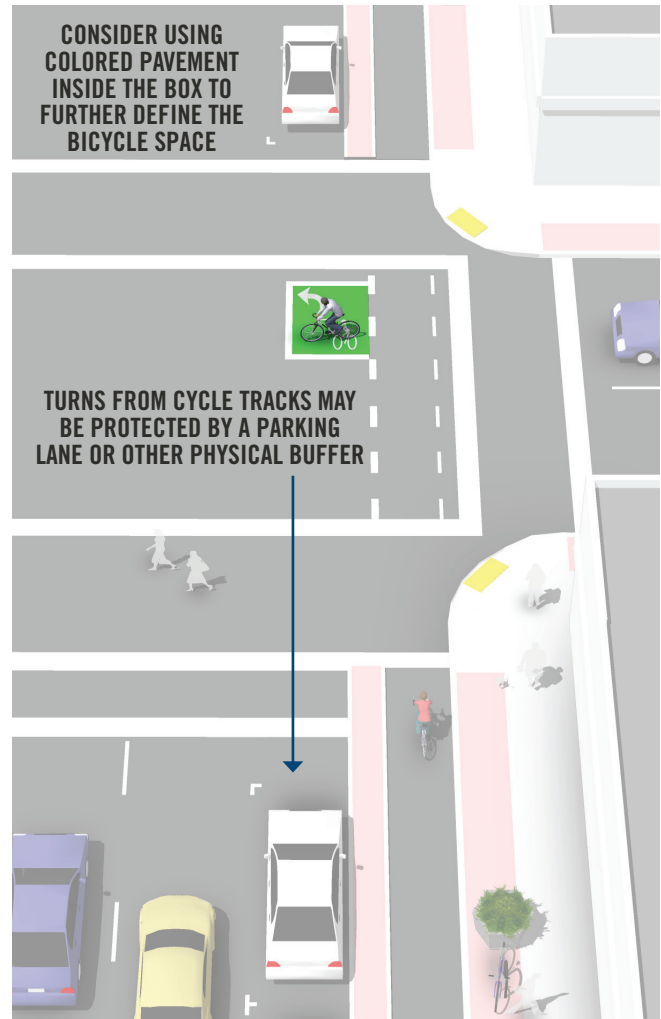 CONSIDER USING
COLORED PAVEMENT
INSIDE THE BOX TO
FURTHER DEFINE THE
BICYCLE SPACE
TURNS FROM CYCLE TRACKS MAY
BE PROTECTED BY A PARKING
LANE OR OTHER PHYSICAL BUFFER